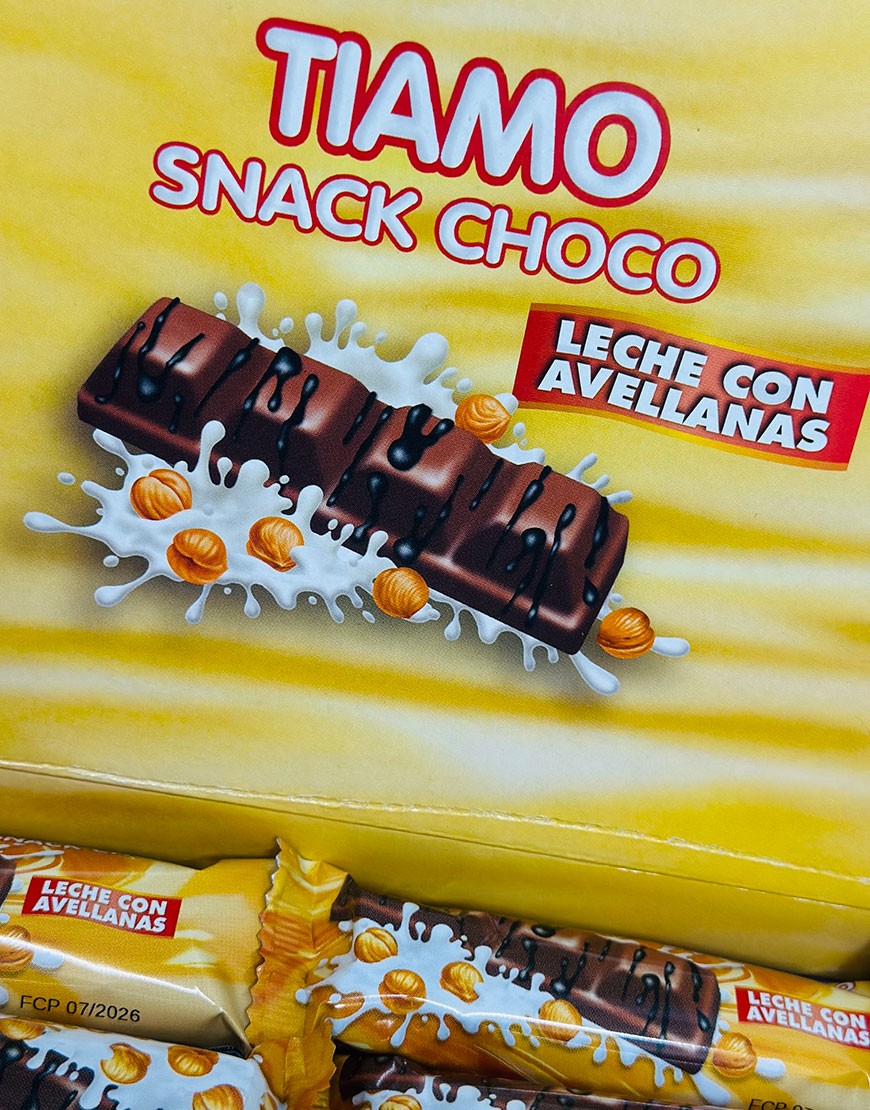 TIAMO
SNACK CHOCO
LECHE CON
AVELLANAS
LECHE CON
AVELLANAS
FCP 07/2026
LECHE CON
AVELLANAS